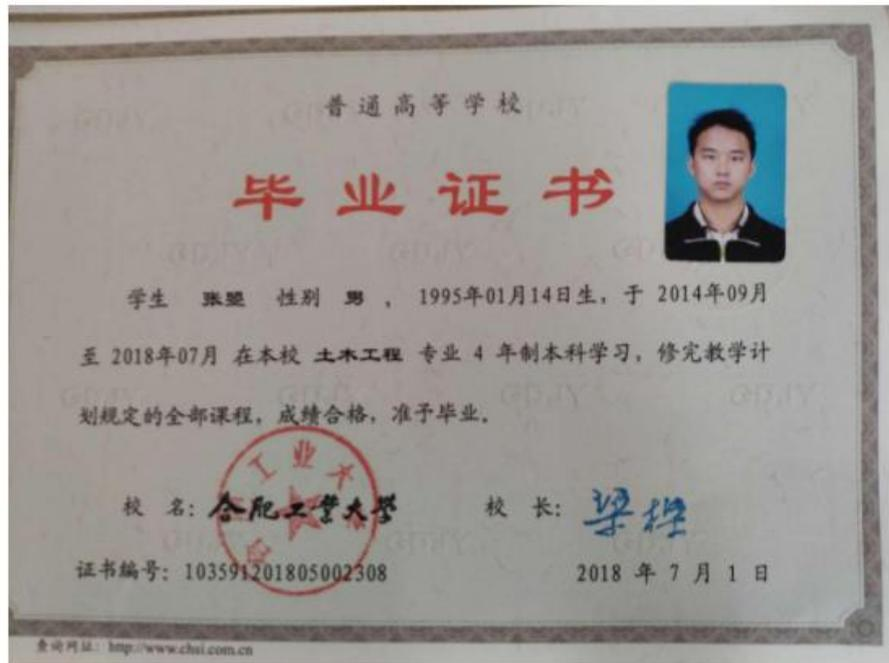 普通高等学校
毕业证书
学生 张 性别 男 ，1995年01月14日生，于 2014年09月
至 2018年07月 在本校 土木工程 专业 4 年制本科学习，修完教学计
划规定的全部课程，成绩合格，准予毕业。
工业大
校 名：合肥工业大学 校 长：梁樑
证书编号：103591201805002308 2018 年 7 月 1 日
查询网址：http://www.chsi.com.cn